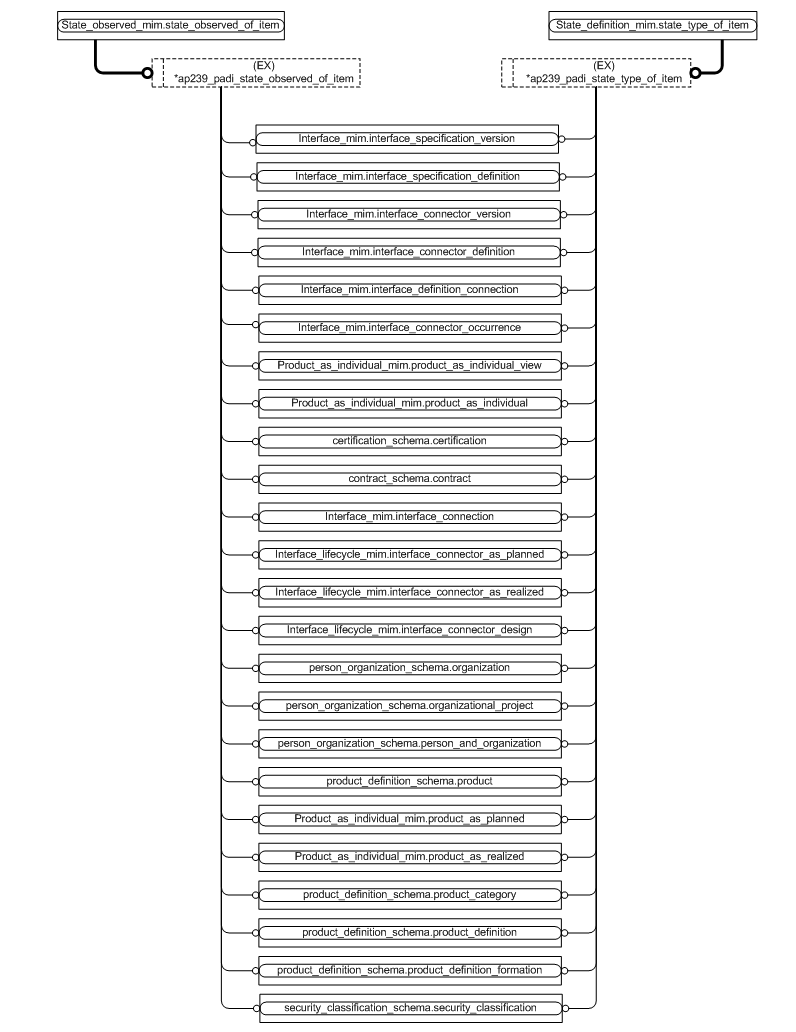 State_observed_mim.state_observed_of_item
State_definition_mim.state_type_of_item
(EX)
*ap239_padi_state_observed_of_item
(EX)
*ap239_padi_state_type_of_item
Interface_mim.interface_specification_version
Interface_mim.interface_specification_definition
Interface_mim.interface_connector_version
Interface_mim.interface_connector_definition
Interface_mim.interface_definition_connection
Interface_mim.interface_connector_occurrence
Product_as_individual_mim.product_as_individual_view
Product_as_individual_mim.product_as_individual
certification_schema.certification
contract_schema.contract
Interface_mim.interface_connection
Interface_lifecycle_mim.interface_connector_as_planned
Interface_lifecycle_mim.interface_connector_as_realized
Interface_lifecycle_mim.interface_connector_design
person_organization_schema.organization
person_organization_schema.organizational_project
person_organization_schema.person_and_organization
product_definition_schema.product
Product_as_individual_mim.product_as_planned
Product_as_individual_mim.product_as_realized
product_definition_schema.product_category
product_definition_schema.product_definition
product_definition_schema.product_definition_formation
security_classification_schema.security_classification